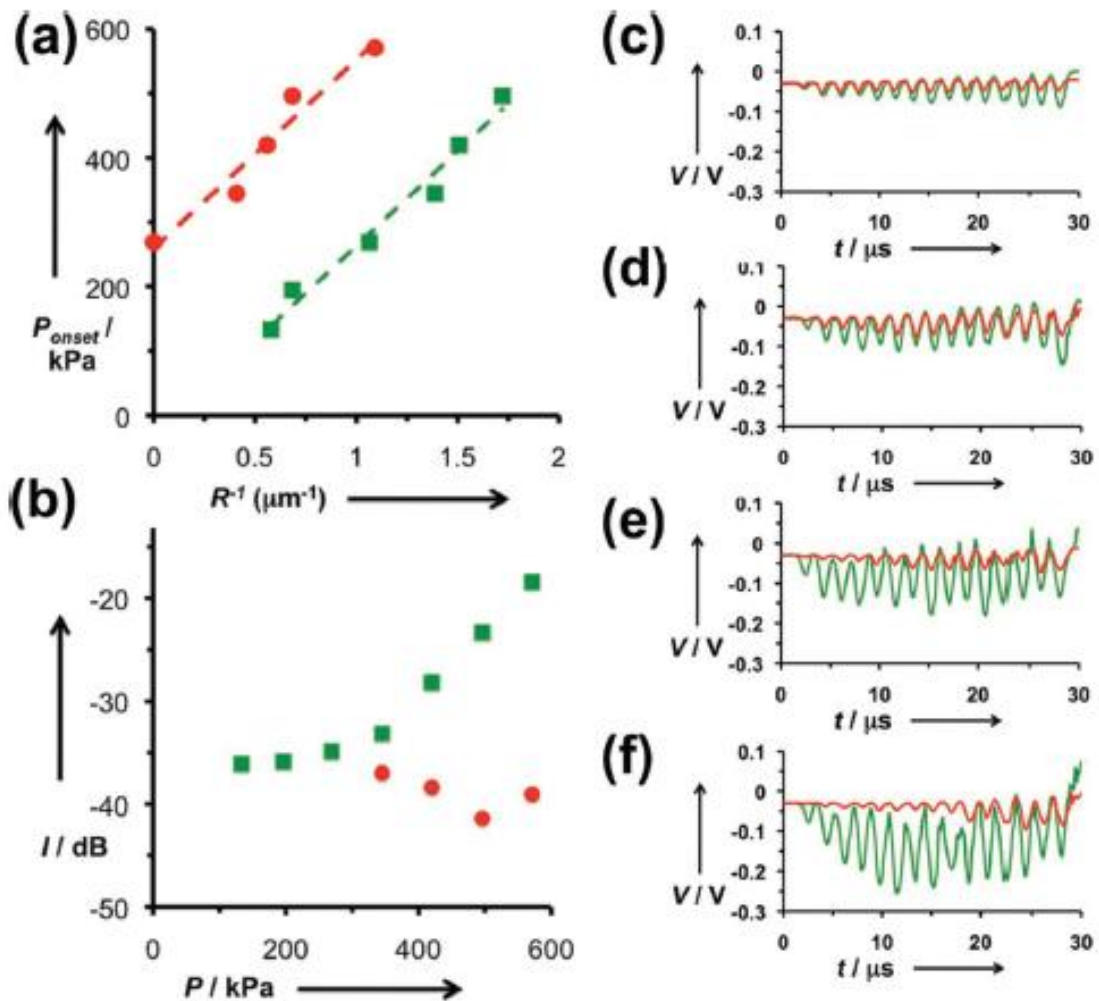 (a)
600
400
200
0
P_onset /
kPa
0 0.5 1 1.5 2
R⁻¹ (μm⁻¹)
(b)
-20
-30
-40
-50
I / dB
0 200 400 600
P / kPa
(c)
0.1
0
-0.1
-0.2
-0.3
V / V
0 10 20 30
t / μs
(d)
0.1
0
-0.1
-0.2
-0.3
V / V
0 10 20 30
t / μs
(e)
0.1
0
-0.1
-0.2
-0.3
V / V
0 10 20 30
t / μs
(f)
0.1
0
-0.1
-0.2
-0.3
V / V
0 10 20 30
t / μs